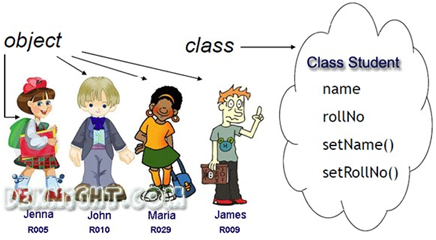 object
class
Class Student
name
rollNo
setName()
setRollNo()
Jenna John Maria James
R005 R010 R029 R009